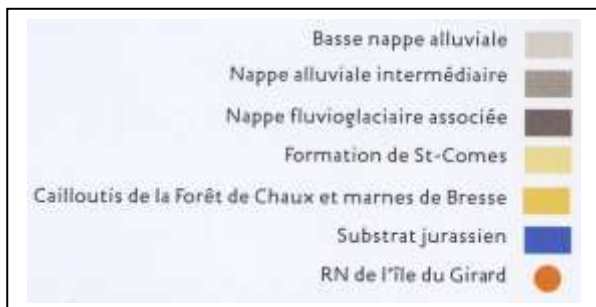 Basse nappe alluviale
Nappe alluviale intermédiaire
Nappe fluvioglaciaire associée
Formation de St-Comes
Cailloutis de la Forêt de Chaux et marnes de Bresse
Substrat jurassien
RN de l'île du Girard